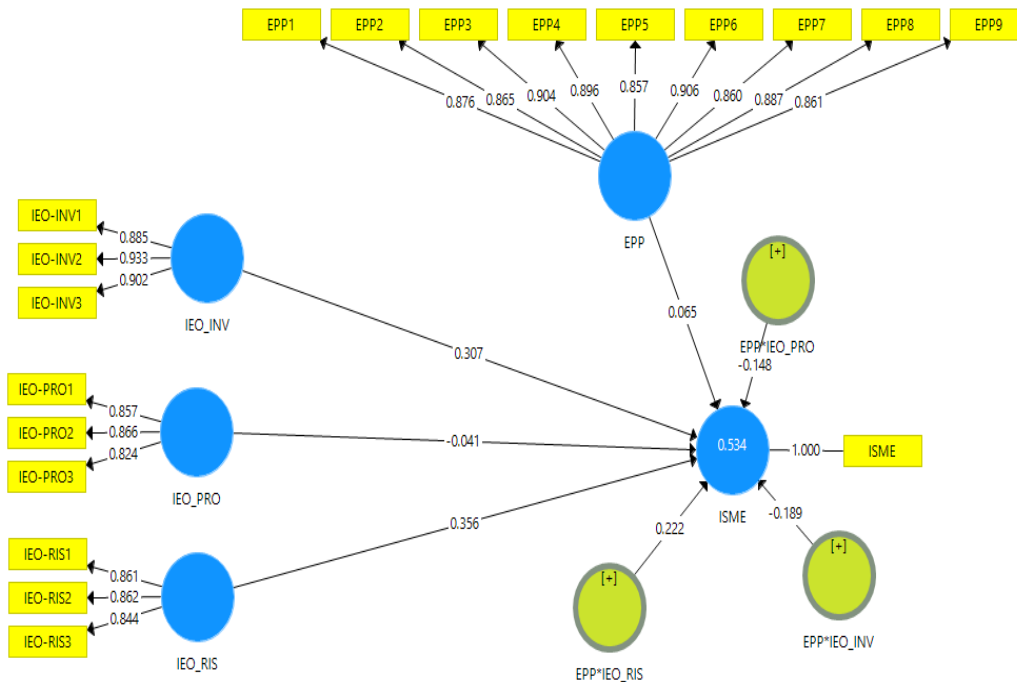 EPP1 EPP2 EPP3 EPP4 EPP5 EPP6 EPP7 EPP8 EPP9
0.876 0.865 0.904 0.896 0.857 0.906 0.860 0.887 0.861
EPP
IEO-INV1
IEO-INV2
IEO-INV3
0.885
0.933
0.902
IEO_INV
0.307
0.065
[+]
EPP*IEO_PRO
-0.148
IEO-PRO1
IEO-PRO2
IEO-PRO3
0.857
0.866
0.824
IEO_PRO
-0.041
0.534
1.000
ISME
ISME
IEO-RIS1
IEO-RIS2
IEO-RIS3
0.861
0.862
0.844
IEO_RIS
0.356
0.222
[+]
EPP*IEO_RIS
-0.189
[+]
EPP*IEO_INV